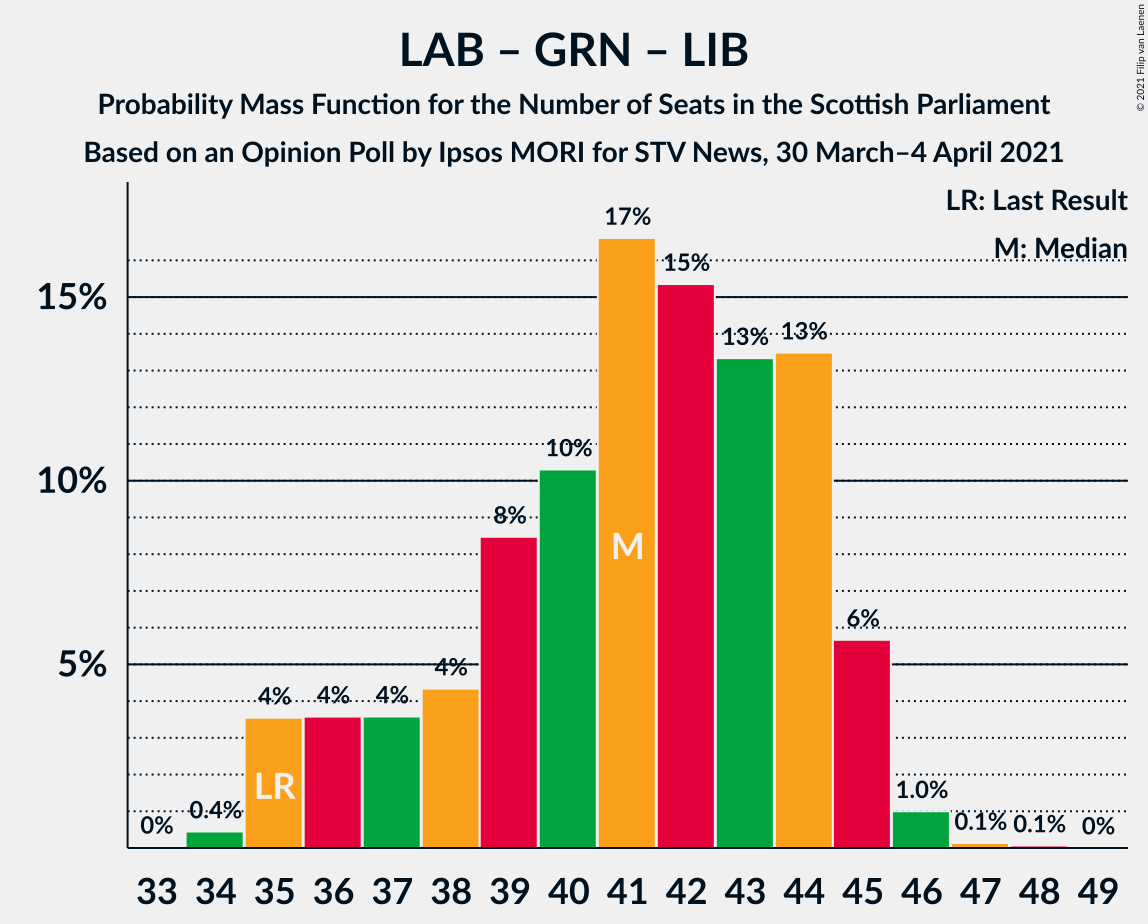 LAB – GRN – LIB
Probability Mass Function for the Number of Seats in the Scottish Parliament
Based on an Opinion Poll by Ipsos MORI for STV News, 30 March–4 April 2021
© 2021 Filip van Laenen
LR: Last Result
M: Median
15%
10%
5%
0%
0.4%
4%
4%
4%
4%
8%
10%
17%
15%
13%
13%
6%
1.0%
0.1%
0.1%
0%
LR
M
33 34 35 36 37 38 39 40 41 42 43 44 45 46 47 48 49